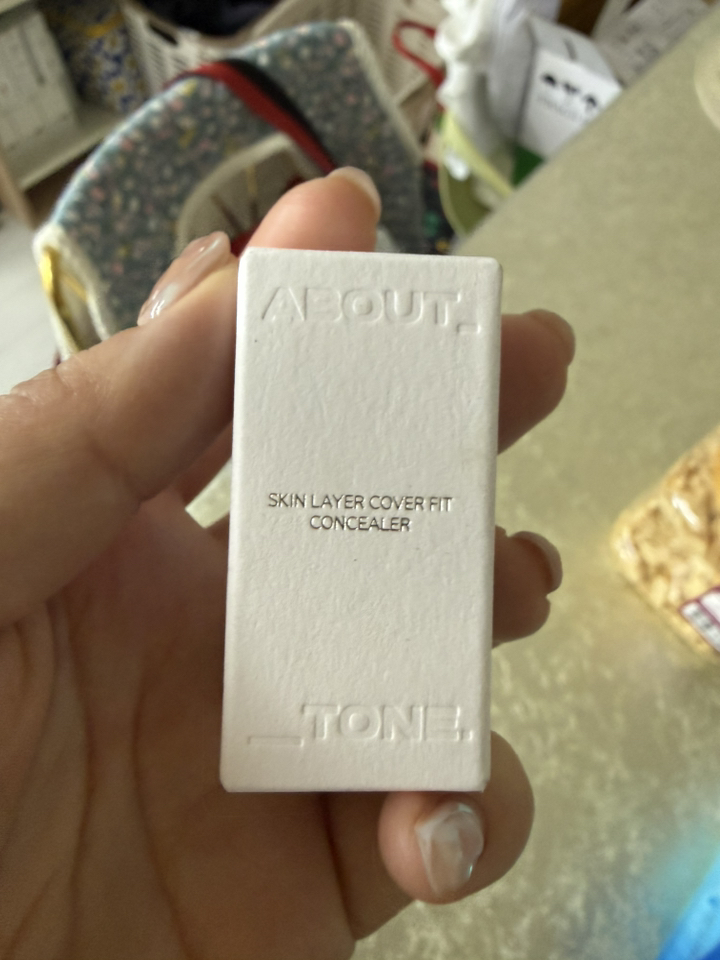 ABOUT_
SKIN LAYER COVER FIT
CONCEALER
_TONE.